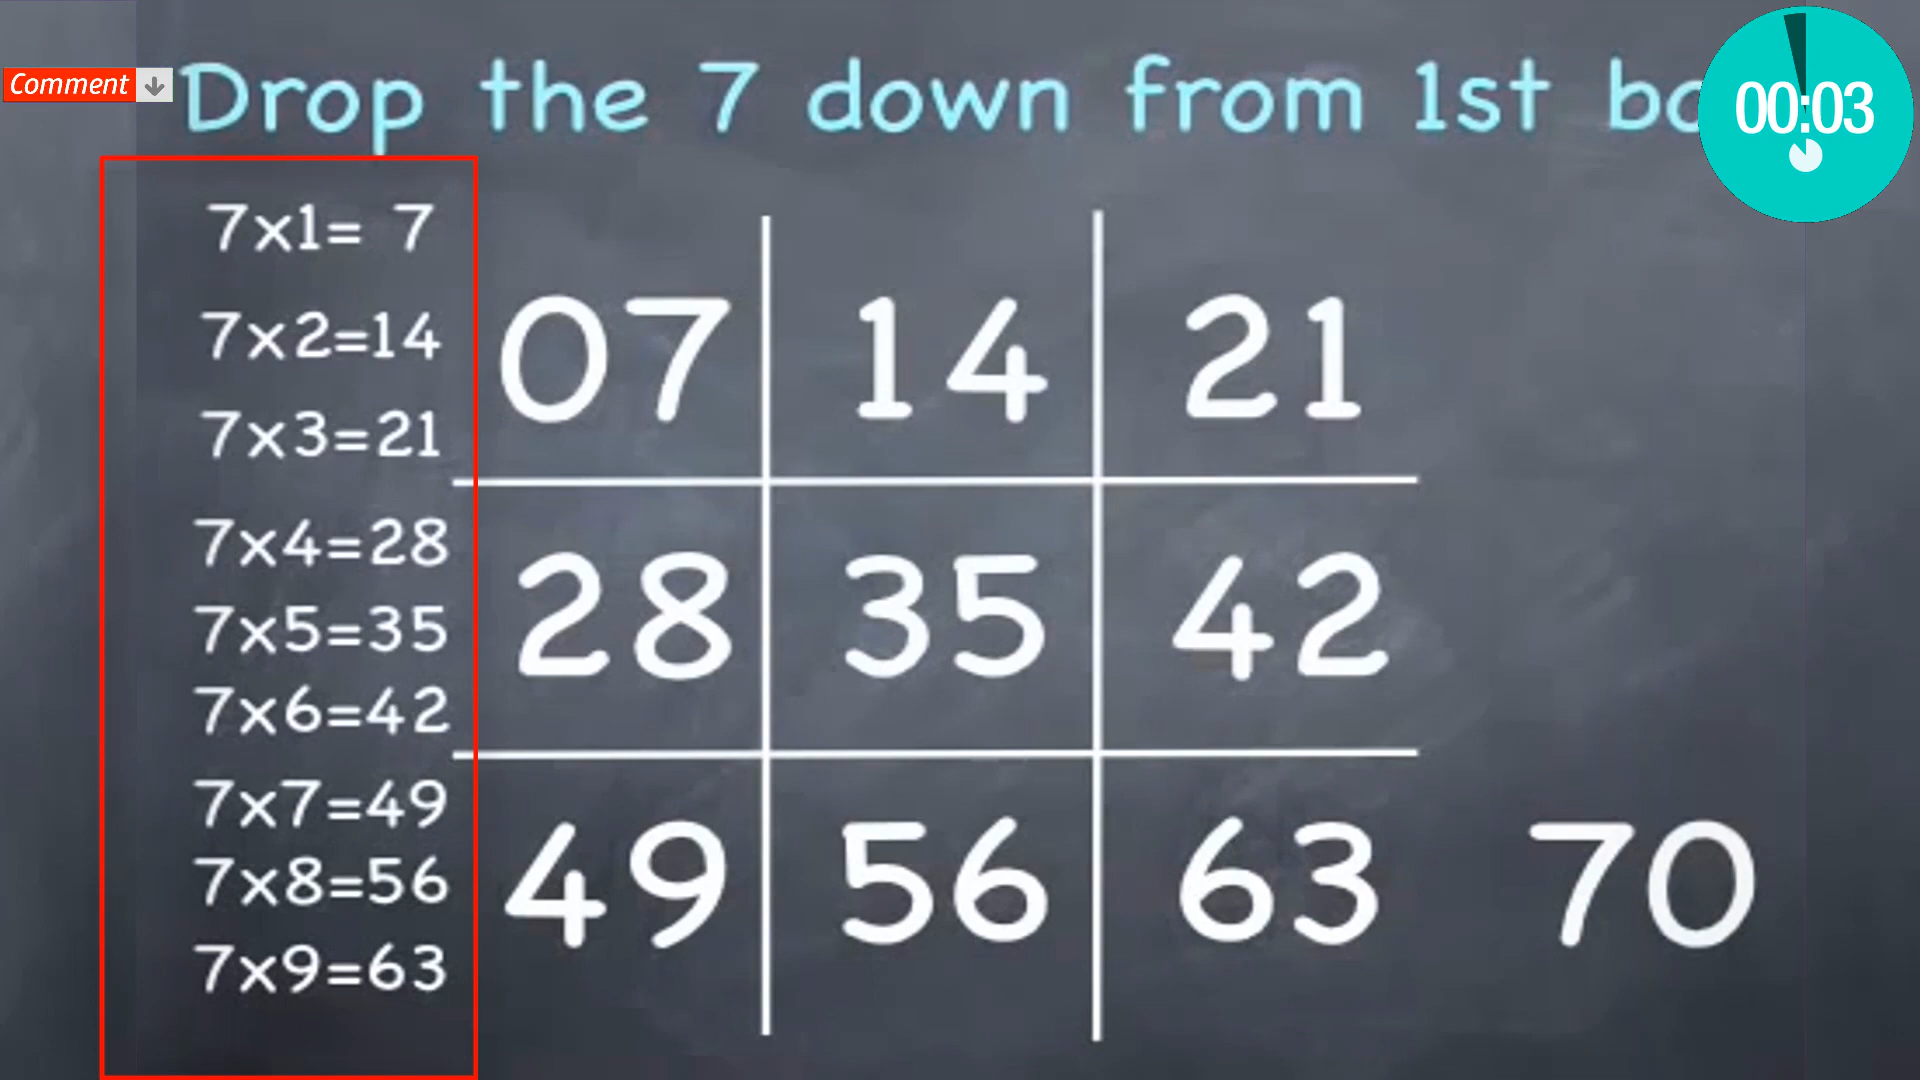 Comment
Drop the 7 down from 1st
00:03
7x1= 7
7x2=14
7x3=21
7x4=28
7x5=35
7x6=42
7x7=49
7x8=56
7x9=63
07 14 21
28 35 42
49 56 63 70